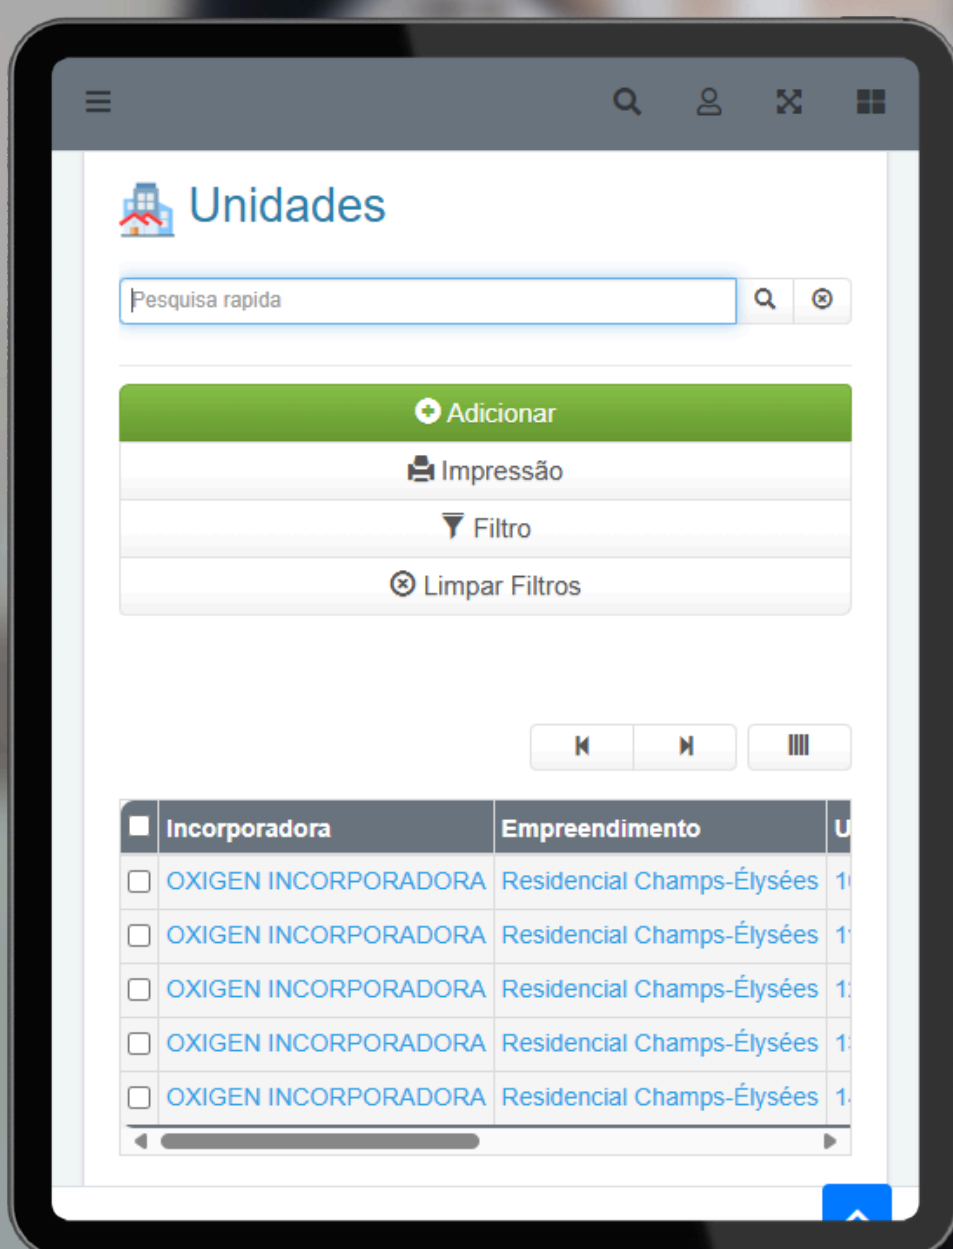 Unidades
Pesquisa rapida
Adicionar
Impressão
Filtro
Limpar Filtros
Incorporadora Empreendimento
OXIGEN INCORPORADORA Residencial Champs-Élysées
OXIGEN INCORPORADORA Residencial Champs-Élysées
OXIGEN INCORPORADORA Residencial Champs-Élysées
OXIGEN INCORPORADORA Residencial Champs-Élysées
OXIGEN INCORPORADORA Residencial Champs-Élysées